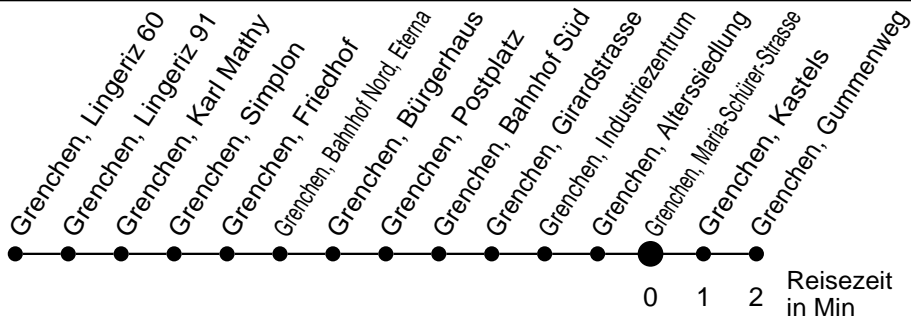 Grenchen, Lingeriz 60
Grenchen, Lingeriz 91
Grenchen, Karl Mathy
Grenchen, Simplon
Grenchen, Friedhof
Grenchen, Bahnhof Nord, Eterna
Grenchen, Bürgerhaus
Grenchen, Postplatz
Grenchen, Bahnhof Süd
Grenchen, Girardstrasse
Grenchen, Industriezentrum
Grenchen, Alterssiedlung
Grenchen, Maria-Schürer-Strasse
Grenchen, Kastels
Grenchen, Gummenweg
0 1 2 Reisezeit
in Min